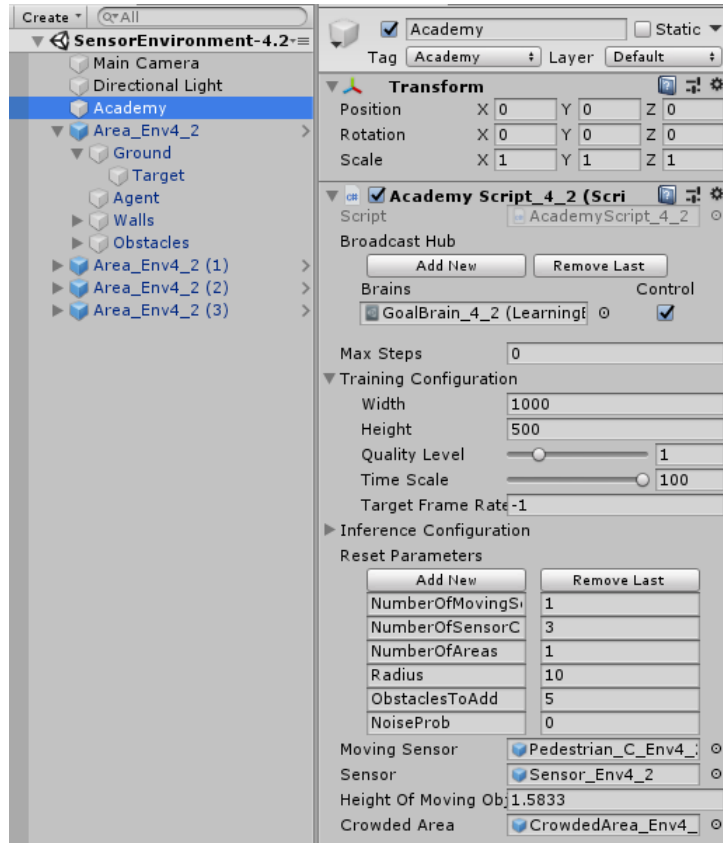 Create
All
SensorEnvironment-4.2
Main Camera
Directional Light
Academy
Area_Env4_2
Ground
Target
Agent
Walls
Obstacles
Area_Env4_2 (1)
Area_Env4_2 (2)
Area_Env4_2 (3)
Academy Static
Tag Academy Layer Default
Transform
Position X 0 Y 0 Z 0
Rotation X 0 Y 0 Z 0
Scale X 1 Y 1 Z 1
Academy Script_4_2 (Scri
Script AcademyScript_4_2
Broadcast Hub
Add New Remove Last
Brains Control
GoalBrain_4_2 (Learning
Max Steps 0
Training Configuration
Width 1000
Height 500
Quality Level 1
Time Scale 100
Target Frame Rate -1
Inference Configuration
Reset Parameters
Add New Remove Last
NumberOfMovingS 1
NumberOfSensorC 3
NumberOfAreas 1
Radius 10
ObstaclesToAdd 5
NoiseProb 0
Moving Sensor Pedestrian_C_Env4_
Sensor Sensor_Env4_2
Height Of Moving Obj 1.5833
Crowded Area CrowdedArea_Env4_